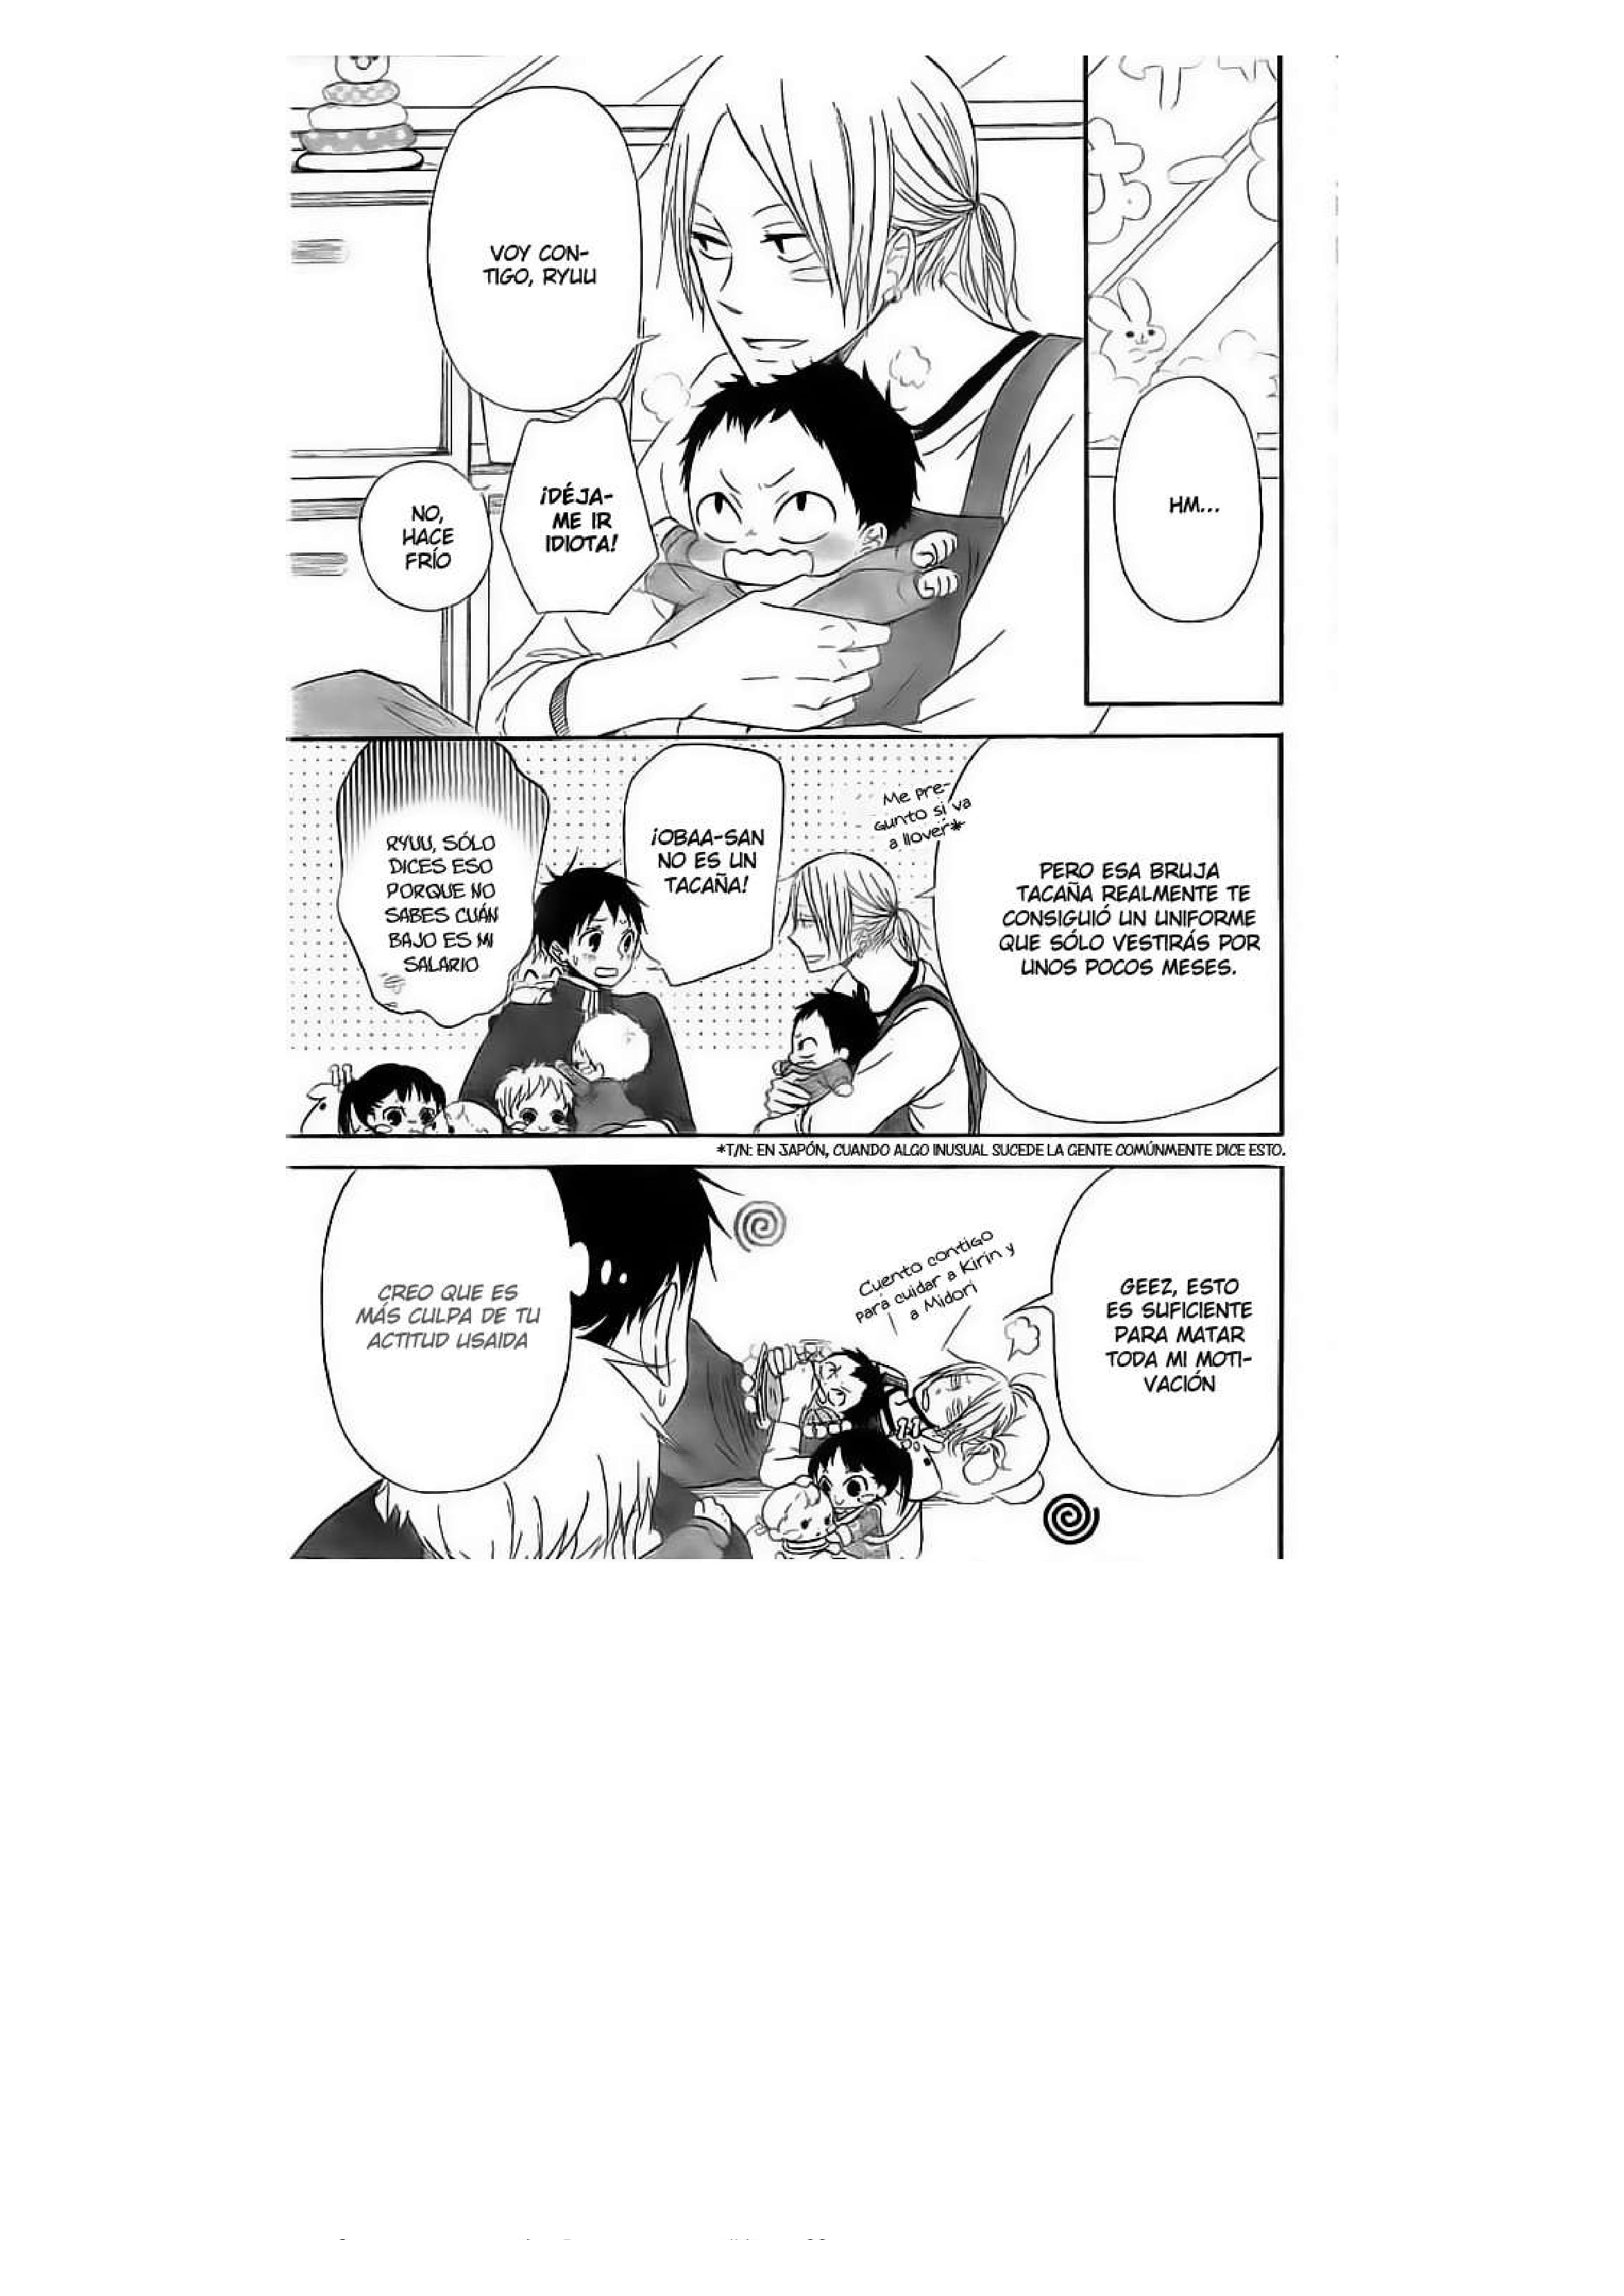 HM...
VOY CON-
TIGO, RYUU
¡DÉJA-
ME IR
IDIOTA!
NO,
HACE
FRÍO
PERO ESA BRUJA
TACAÑA REALMENTE TE
CONSIGUIÓ UN UNIFORME
QUE SÓLO VESTIRÁS POR
UNOS POCOS MESES.
Me pre-
gunto si va
a llover*
¡OBAA-SAN
NO ES UN
TACAÑA!
RYUU, SÓLO
DICES ESO
PORQUE NO
SABES CUÁN
BAJO ES MI
SALARIO
*T/N: EN JAPÓN, CUANDO ALGO INUSUAL SUCEDE LA GENTE COMÚNMENTE DICE ESTO.
GEEZ, ESTO
ES SUFICIENTE
PARA MATAR
TODA MI MOTI-
VACIÓN
Cuento contigo
para cuidar a Kirin y
a Midori
CREO QUE ES
MÁS CULPA DE TU
ACTITUD USAIDA